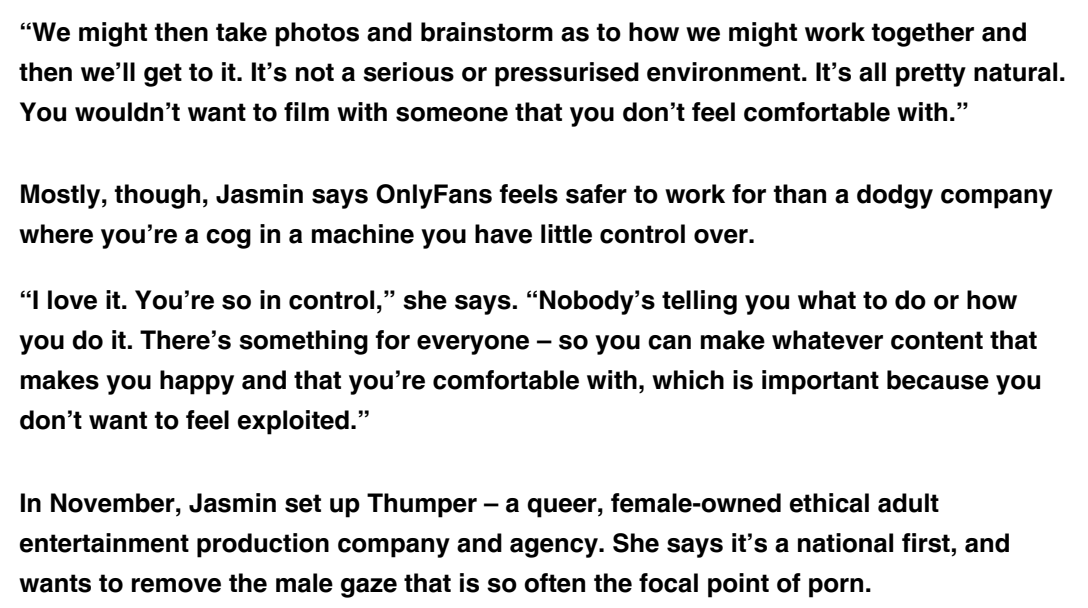 “We might then take photos and brainstorm as to how we might work together and
then we’ll get to it. It’s not a serious or pressurised environment. It’s all pretty natural.
You wouldn’t want to film with someone that you don’t feel comfortable with.”
Mostly, though, Jasmin says OnlyFans feels safer to work for than a dodgy company
where you’re a cog in a machine you have little control over.
“I love it. You’re so in control,” she says. “Nobody’s telling you what to do or how
you do it. There’s something for everyone – so you can make whatever content that
makes you happy and that you’re comfortable with, which is important because you
don’t want to feel exploited.”
In November, Jasmin set up Thumper – a queer, female-owned ethical adult
entertainment production company and agency. She says it’s a national first, and
wants to remove the male gaze that is so often the focal point of porn.